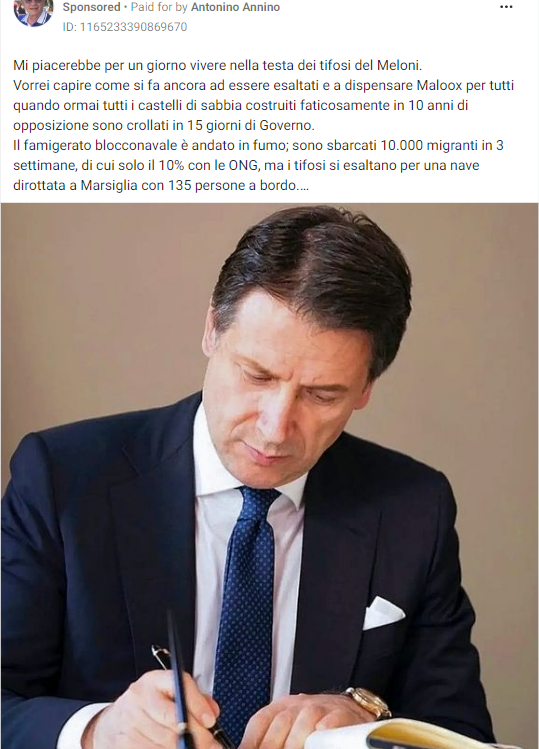 Sponsored • Paid for by Antonino Annino
ID: 1165233390869670
Mi piacerebbe per un giorno vivere nella testa dei tifosi del Meloni.
Vorrei capire come si fa ancora ad essere esaltati e a dispensare Maloox per tutti
quando ormai tutti i castelli di sabbia costruiti faticosamente in 10 anni di
opposizione sono crollati in 15 giorni di Governo.
Il famigerato blocconavale è andato in fumo; sono sbarcati 10.000 migranti in 3
settimane, di cui solo il 10% con le ONG, ma i tifosi si esaltano per una nave
dirottata a Marsiglia con 135 persone a bordo....